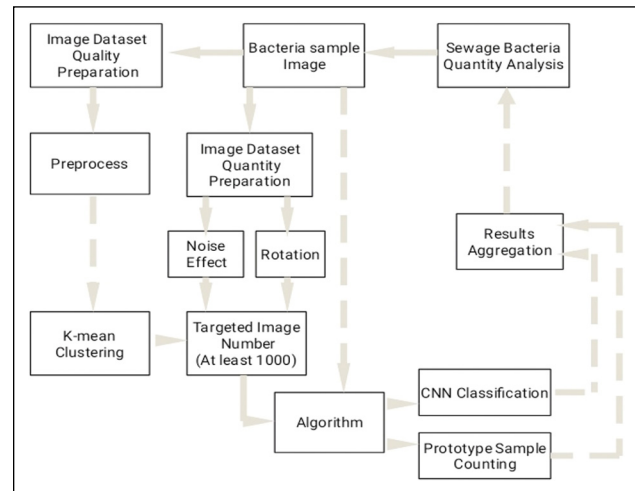 Image Dataset
Quality
Preparation
Bacteria sample
Image
Sewage Bacteria
Quantity Analysis
Preprocess
Image Dataset
Quantity
Preparation
Noise
Effect
Rotation
Results
Aggregation
K-mean
Clustering
Targeted Image
Number
(At least 1000)
Algorithm
CNN Classification
Prototype Sample
Counting